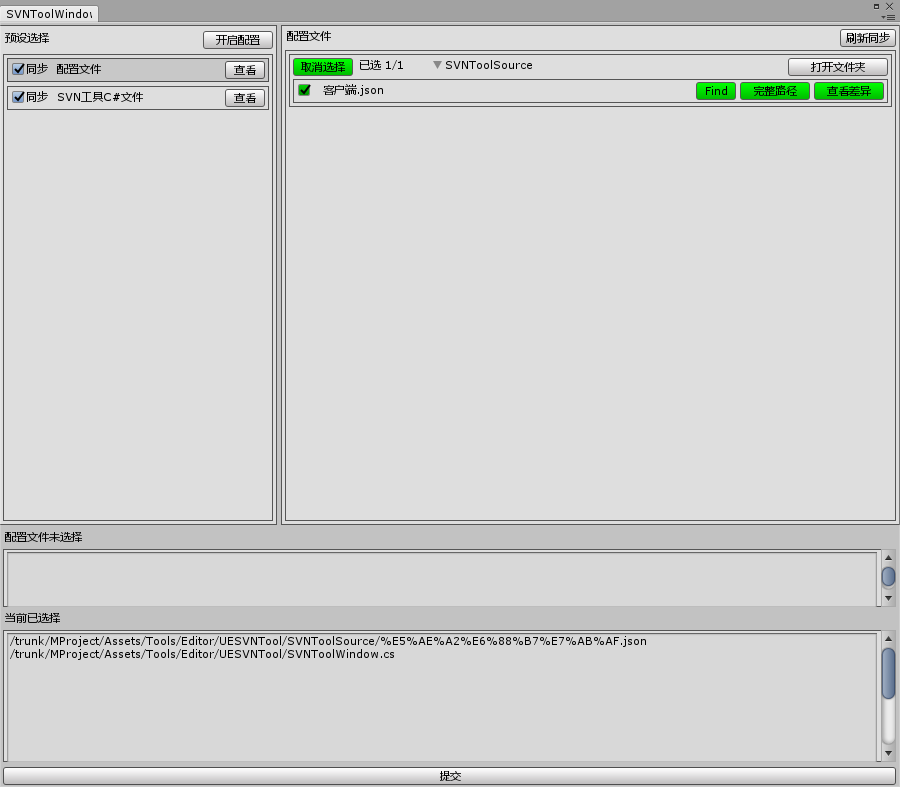 SVNToolWindow
预设选择
开启配置
同步 配置文件 查看
同步 SVN工具C#文件 查看
配置文件
刷新同步
取消选择 已选 1/1 ▼SVNToolSource 打开文件夹
客户端.json Find 完整路径 查看差异
配置文件未选择
当前已选择
/trunk/MProject/Assets/Tools/Editor/UESVNTool/SVNToolSource/%E5%AE%A2%E6%88%B7%E7%AB%AF.json
/trunk/MProject/Assets/Tools/Editor/UESVNTool/SVNToolWindow.cs
提交